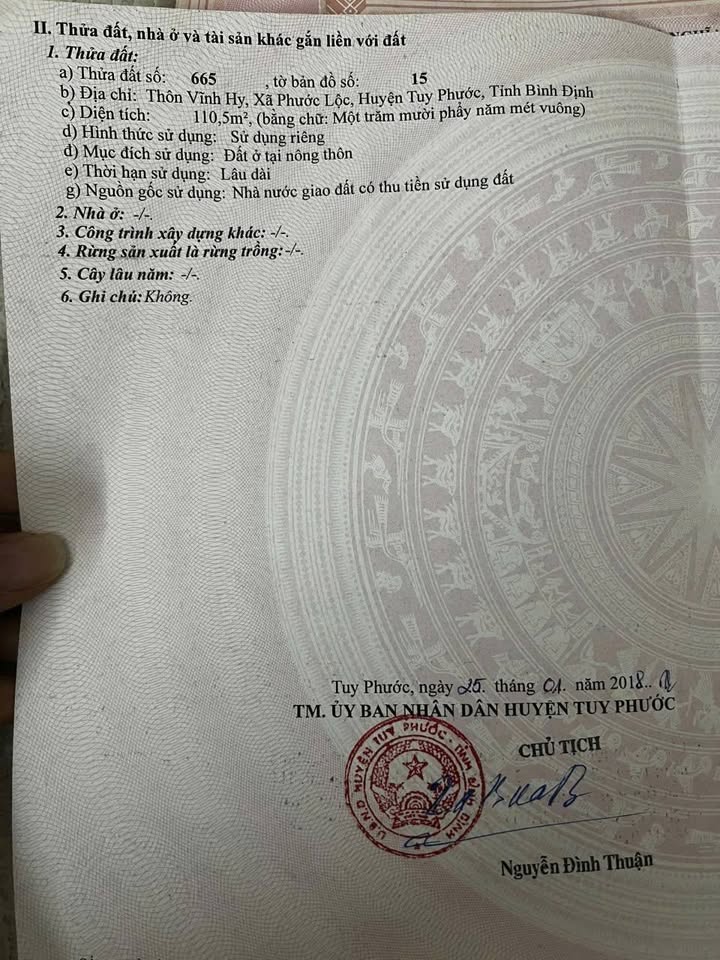 II. Thửa đất, nhà ở và tài sản khác gắn liền với đất
1. Thửa đất:
a) Thửa đất số: 665 , tờ bản đồ số: 15
b) Địa chỉ: Thôn Vĩnh Hy, Xã Phước Lộc, Huyện Tuy Phước, Tỉnh Bình Định
c) Diện tích: 110,5m², (bằng chữ: Một trăm mười phẩy năm mét vuông)
d) Hình thức sử dụng: Sử dụng riêng
đ) Mục đích sử dụng: Đất ở tại nông thôn
e) Thời hạn sử dụng: Lâu dài
g) Nguồn gốc sử dụng: Nhà nước giao đất có thu tiền sử dụng đất
2. Nhà ở: -/-.
3. Công trình xây dựng khác: -/-.
4. Rừng sản xuất là rừng trồng: -/-.
5. Cây lâu năm: -/-.
6. Ghi chú: Không.
Tuy Phước, ngày 25. tháng 01. năm 2018..
TM. ỦY BAN NHÂN DÂN HUYỆN TUY PHƯỚC
CHỦ TỊCH
U.B.N.D HUYỆN TUY PHƯỚC - TỈNH BÌNH ĐỊNH
Nguyễn Đình Thuận